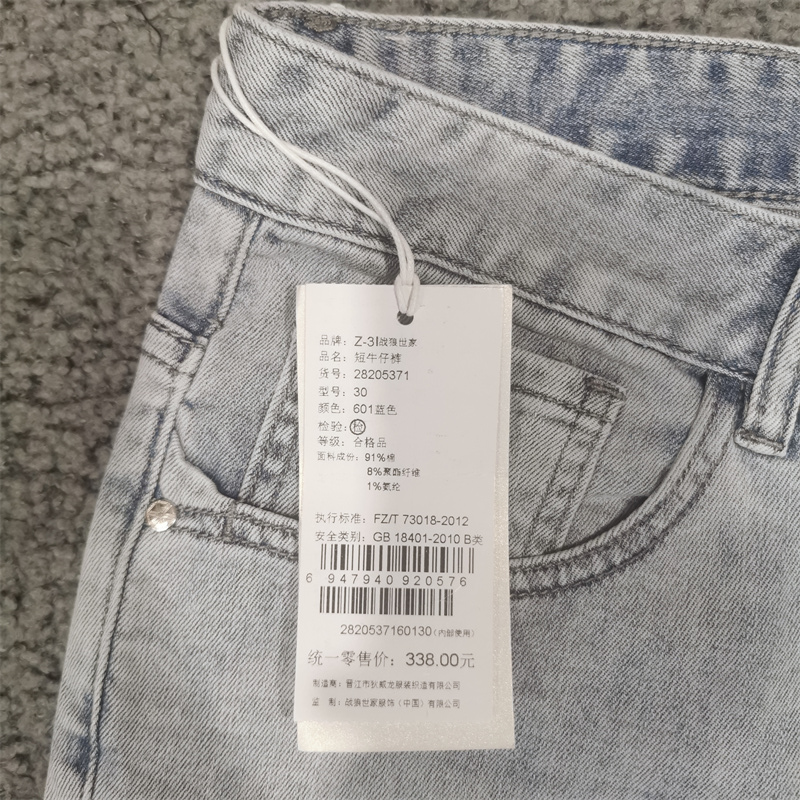 品牌: Z-3I战狼世家
品名: 短牛仔裤
货号: 28205371
型号: 30
颜色: 601蓝色
检验: 检
等级: 合格品
面料成份: 91%棉
8%聚酯纤维
1%氨纶
执行标准: FZ/T 73018-2012
安全类别: GB 18401-2010 B类
6 947940 920576
2820537160130(内部使用)
统一零售价: 338.00元
制造商: 晋江市狄威龙服装织造有限公司
监 制: 战狼世家服饰(中国)有限公司